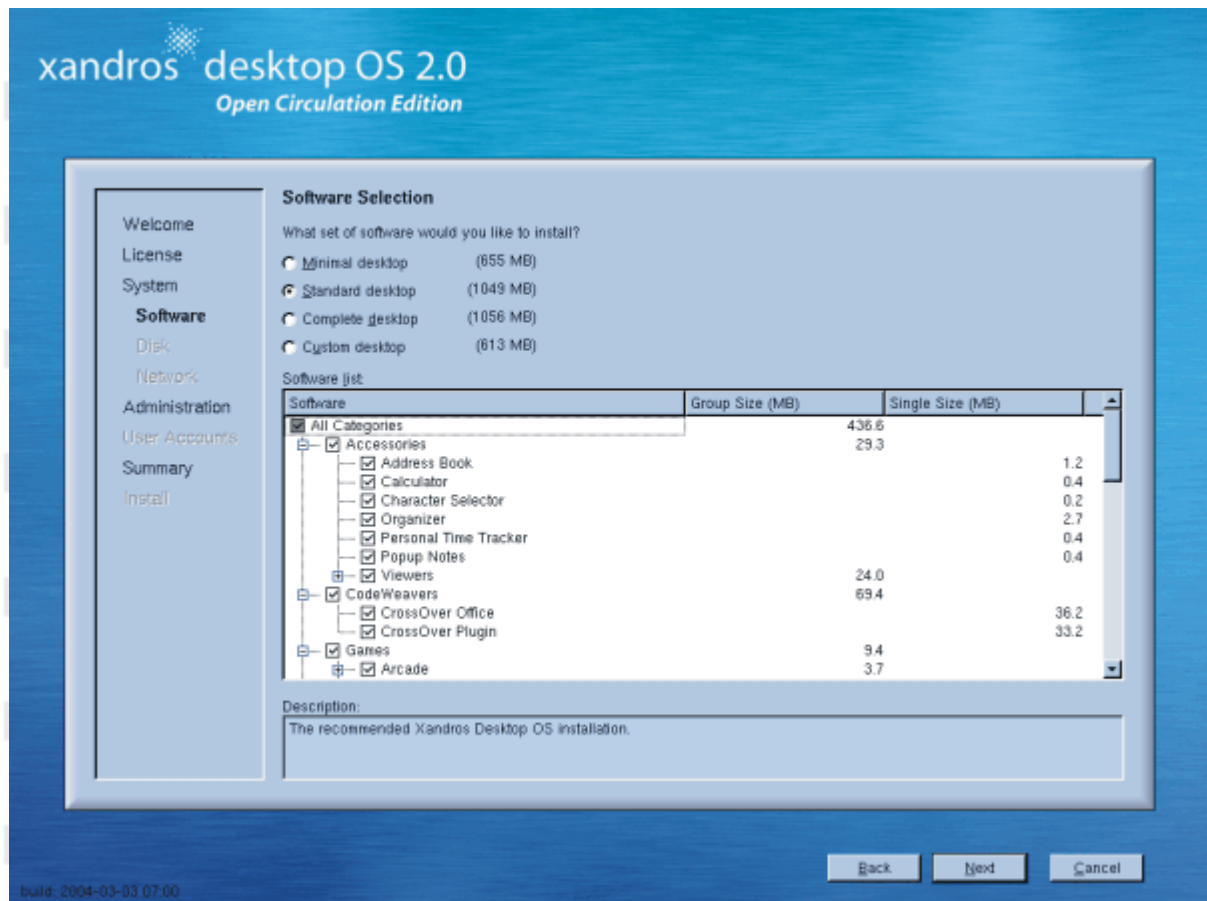 xandros desktop OS 2.0
Open Circulation Edition
Welcome
License
System
Software
Disk
Network
Administration
User Accounts
Summary
Install
Software Selection
What set of software would you like to install?
Minimal desktop (655 MB)
Standard desktop (1049 MB)
Complete desktop (1056 MB)
Custom desktop (613 MB)
Software list:
Software Group Size (MB) Single Size (MB)
All Categories 436.6
Accessories 29.3
Address Book 1.2
Calculator 0.4
Character Selector 0.2
Organizer 2.7
Personal Time Tracker 0.4
Popup Notes 0.4
Viewers 24.0
CodeWeavers 69.4
CrossOver Office 36.2
CrossOver Plugin 33.2
Games 9.4
Arcade 3.7
Description:
The recommended Xandros Desktop OS installation.
Back Next Cancel
build: 2004-03-03 07:00